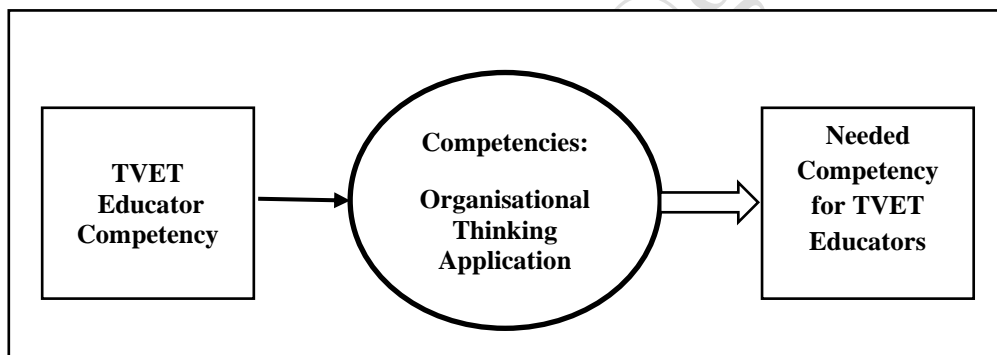 TVET
Educator
Competency
Competencies:
Organisational
Thinking
Application
Needed
Competency
for TVET
Educators